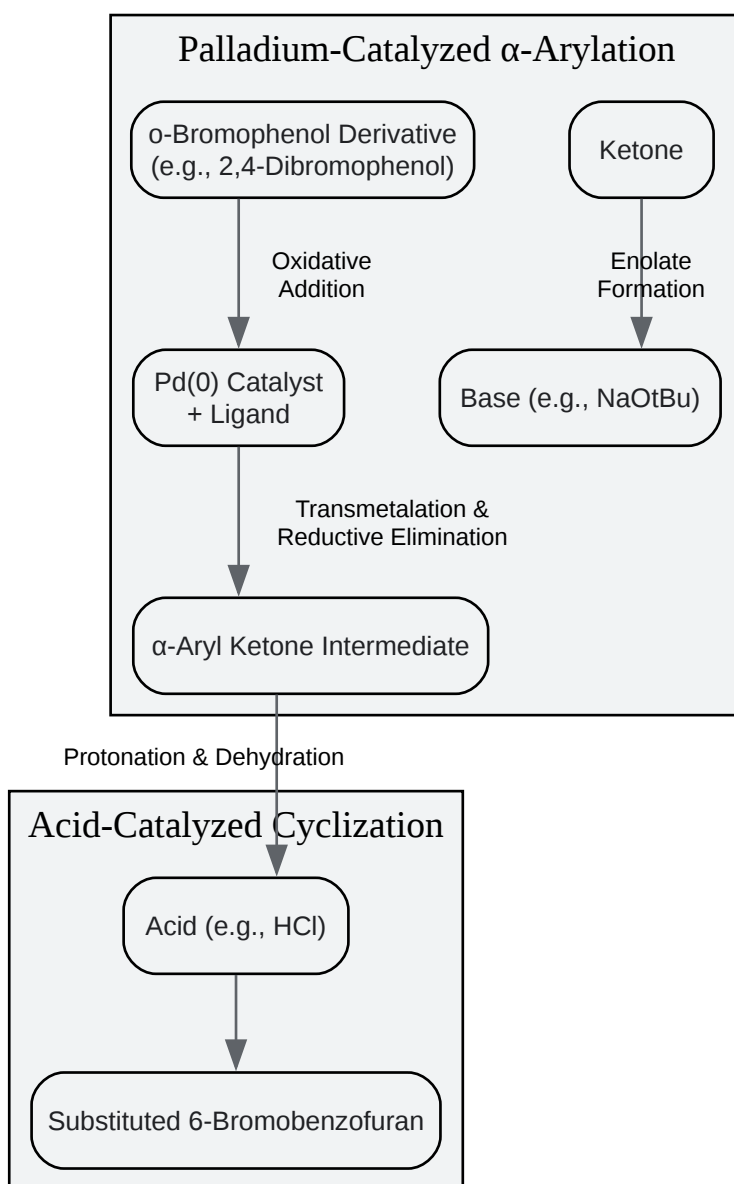 Palladium-Catalyzed α-Arylation
o-Bromophenol Derivative
(e.g., 2,4-Dibromophenol)
Ketone
Oxidative
Addition
Enolate
Formation
Pd(0) Catalyst
+ Ligand
Base (e.g., NaOtBu)
Transmetalation &
Reductive Elimination
α-Aryl Ketone Intermediate
Protonation & Dehydration
Acid-Catalyzed Cyclization
Acid (e.g., HCl)
Substituted 6-Bromobenzofuran